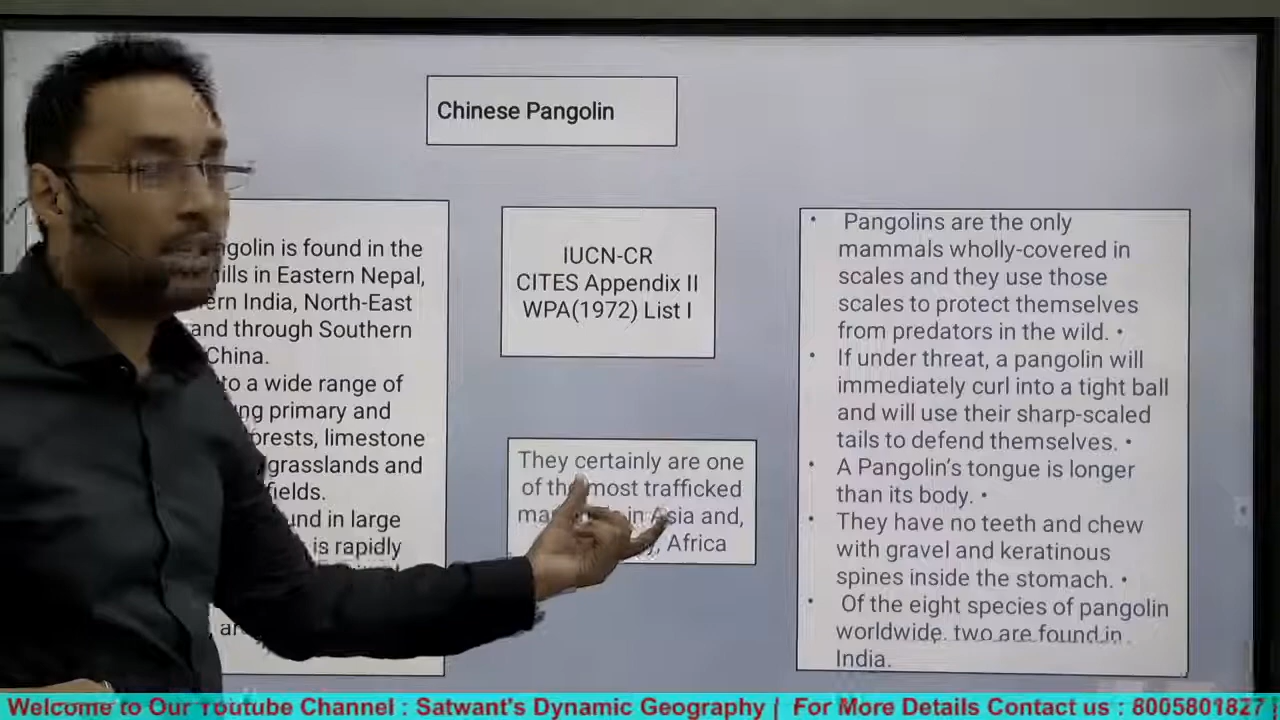 Chinese Pangolin
ngolin is found in the
ills in Eastern Nepal,
ern India, North-East
and through Southern
China.
to a wide range of
ng primary and
orests, limestone
grasslands and
fields.
und in large
is rapidly
IUCN-CR
CITES Appendix II
WPA(1972) List I
They certainly are one
of the most trafficked
in Asia and,
Africa
• Pangolins are the only
mammals wholly-covered in
scales and they use those
scales to protect themselves
from predators in the wild. •
• If under threat, a pangolin will
immediately curl into a tight ball
and will use their sharp-scaled
tails to defend themselves. •
• A Pangolin's tongue is longer
than its body. •
• They have no teeth and chew
with gravel and keratinous
spines inside the stomach. •
• Of the eight species of pangolin
worldwide, two are found in
India.
Welcome to Our Youtube Channel : Satwant's Dynamic Geography | For More Details Contact us : 8005801827 |